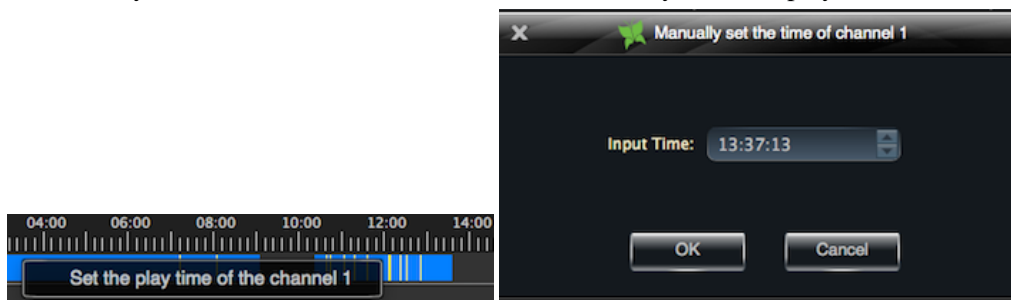 Manually set the time of channel 1
Input Time: 13:37:13
04:00 06:00 08:00 10:00 12:00 14:00
Set the play time of the channel 1
OK Cancel